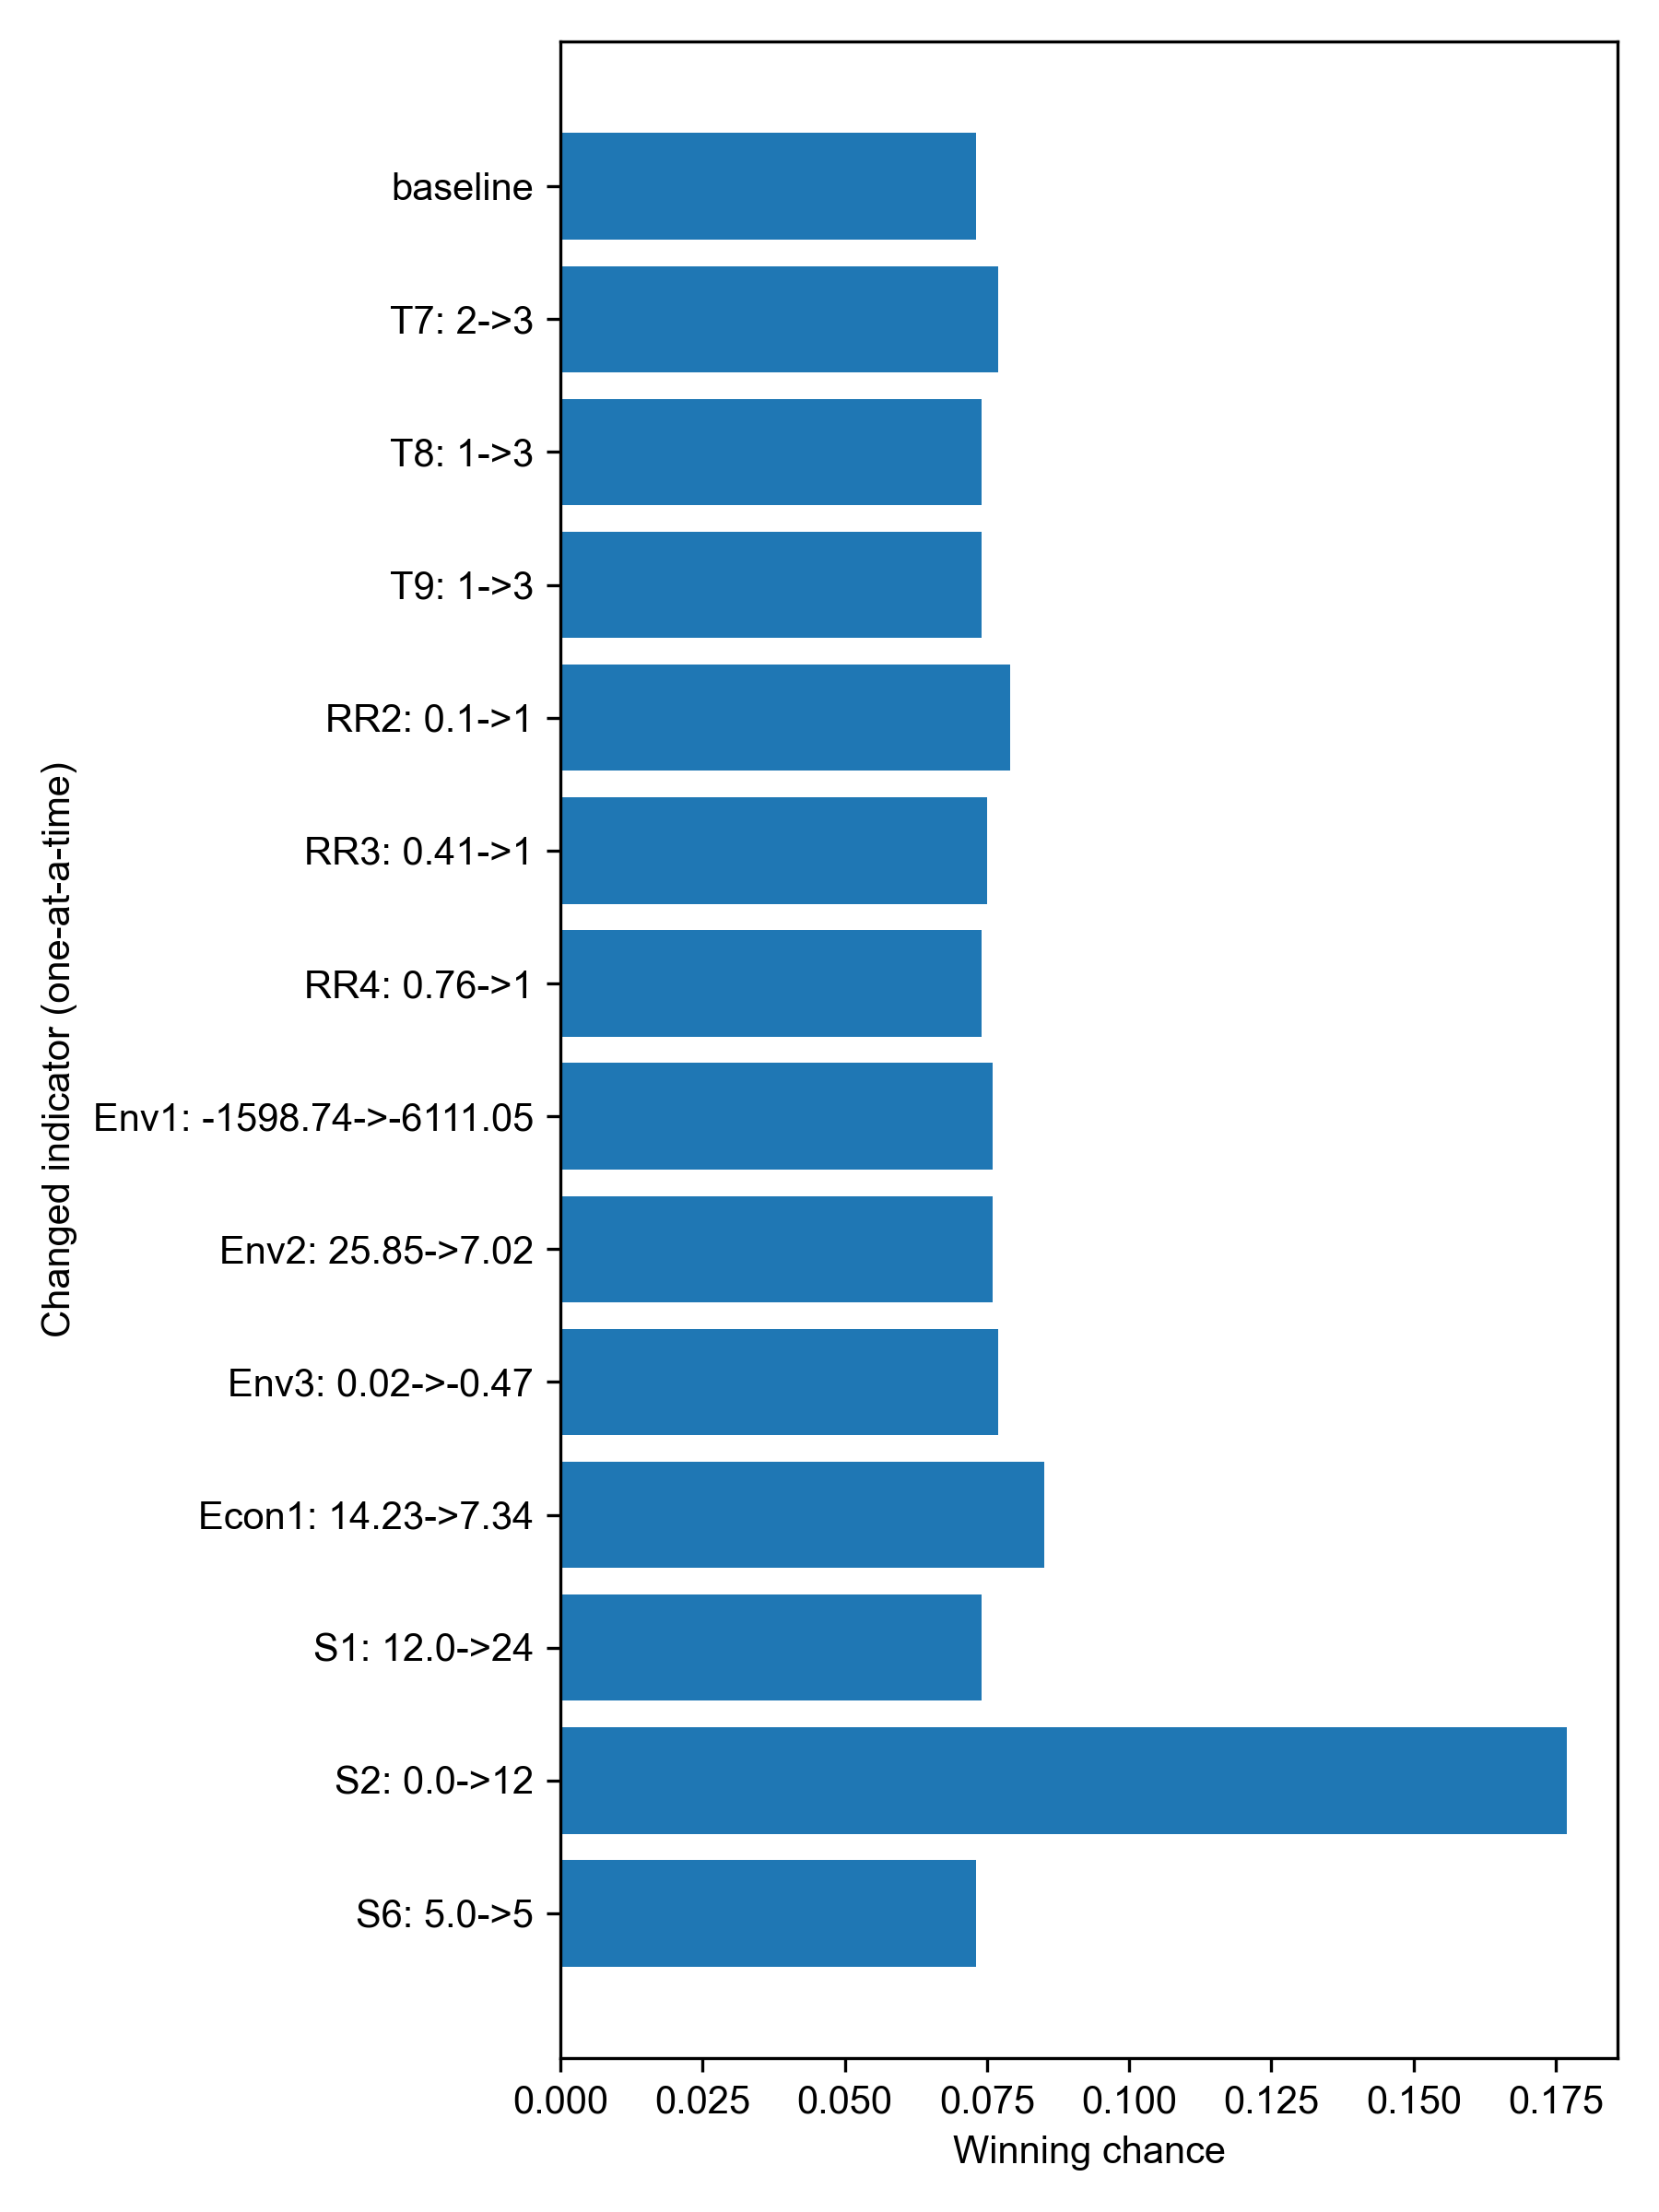 baseline
T7: 2->3
T8: 1->3
T9: 1->3
RR2: 0.1->1
RR3: 0.41->1
RR4: 0.76->1
Env1: -1598.74->-6111.05
Env2: 25.85->7.02
Env3: 0.02->-0.47
Econ1: 14.23->7.34
S1: 12.0->24
S2: 0.0->12
S6: 5.0->5
Changed indicator (one-at-a-time)
0.000 0.025 0.050 0.075 0.100 0.125 0.150 0.175
Winning chance